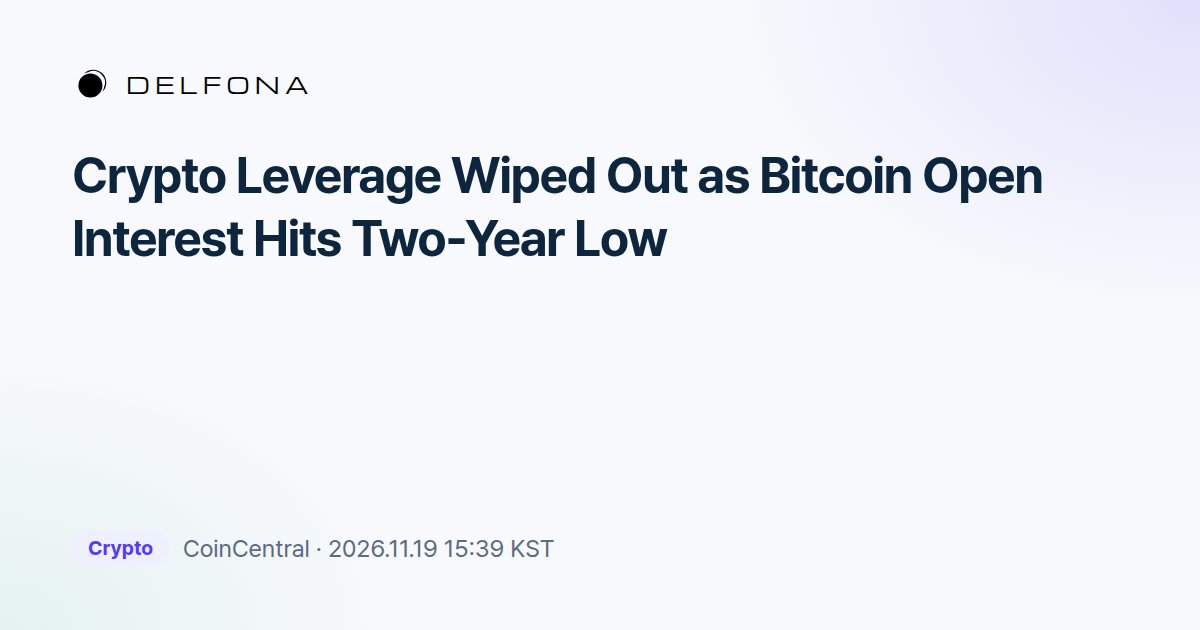 DELFONA
Crypto Leverage Wiped Out as Bitcoin Open
Interest Hits Two-Year Low
Crypto CoinCentral · 2026.11.19 15:39 KST